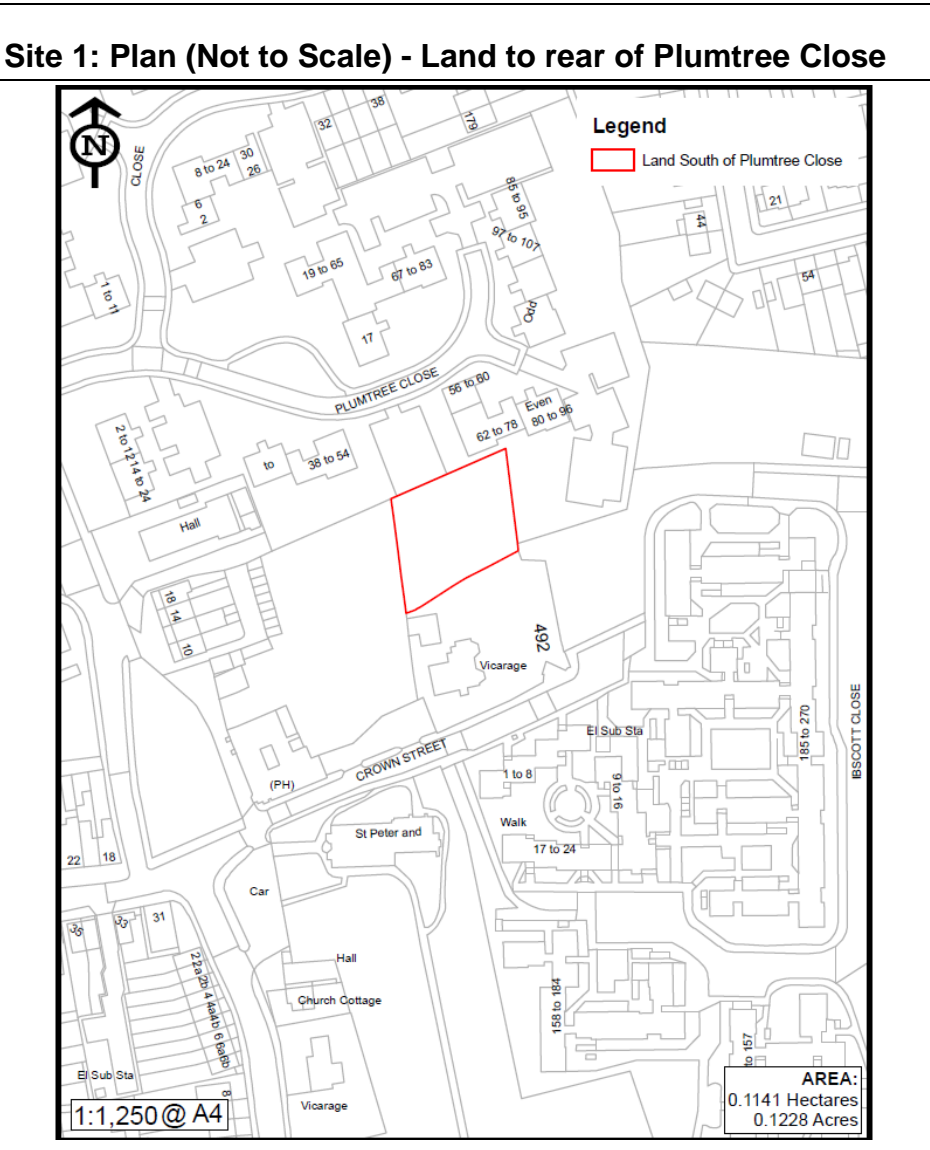 Site 1: Plan (Not to Scale) - Land to rear of Plumtree Close
N
Legend
Land South of Plumtree Close
CLOSE
38
32
179
8 to 24
30
26
6
2
85 to 95
97 to 107
21
44
54
1 to 11
19 to 65
67 to 83
17
Odd
PLUMTREE CLOSE
56 to 60
Even
80 to 96
62 to 78
2 to 12
14 to 24
to
38 to 54
Hall
18
14
10
492
Vicarage
CROWN STREET
(PH)
El Sub Sta
185 to 270
IBSCOTT CLOSE
1 to 8
9 to 16
Walk
17 to 24
St Peter and
22
18
Car
35
33
31
2 2a 2b 4 4a 4b 6 6a 6b
Hall
Church Cottage
158 to 184
to 157
El Sub Sta
8
Vicarage
1:1,250 @ A4
AREA:
0.1141 Hectares
0.1228 Acres